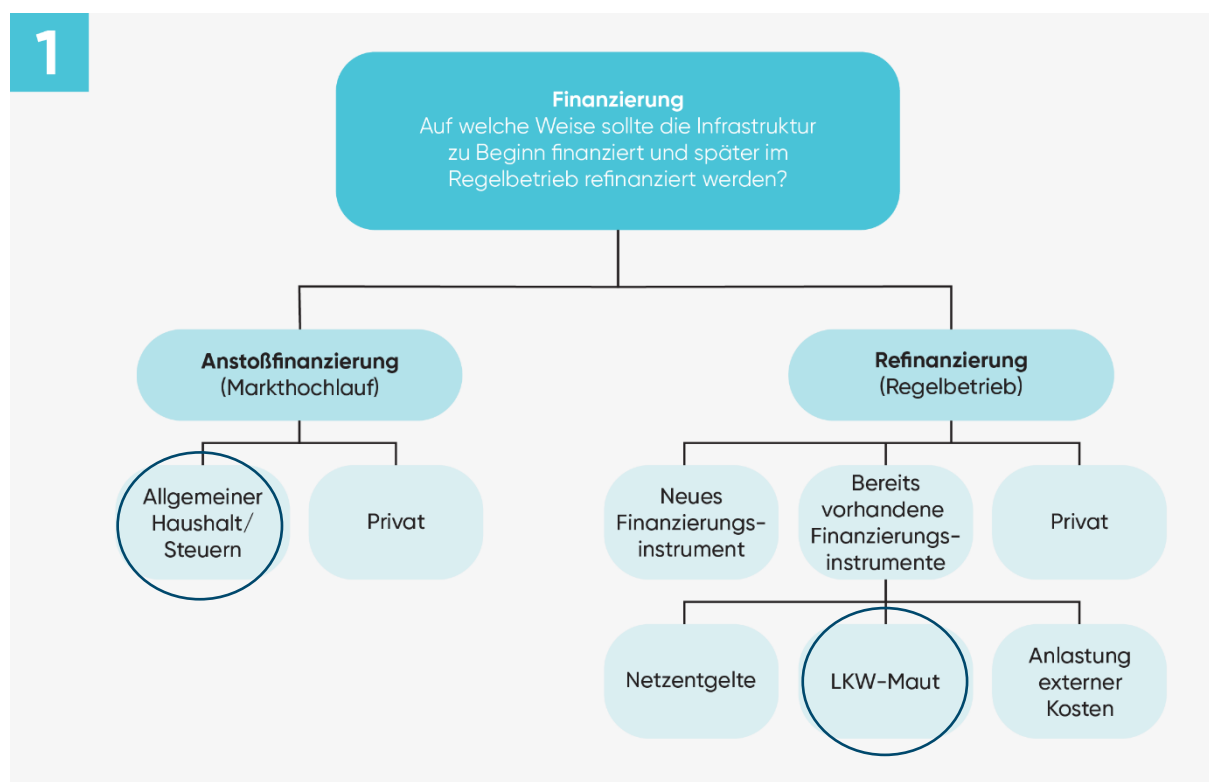 1
Finanzierung
Auf welche Weise sollte die Infrastruktur
zu Beginn finanziert und später im
Regelbetrieb refinanziert werden?
Anstoßfinanzierung
(Markthochlauf)
Refinanzierung
(Regelbetrieb)
Allgemeiner
Haushalt/
Steuern
Privat
Neues
Finanzierungs-
instrument
Bereits
vorhandene
Finanzierungs-
instrumente
Privat
Netzentgelte
LKW-Maut
Anlastung
externer
Kosten